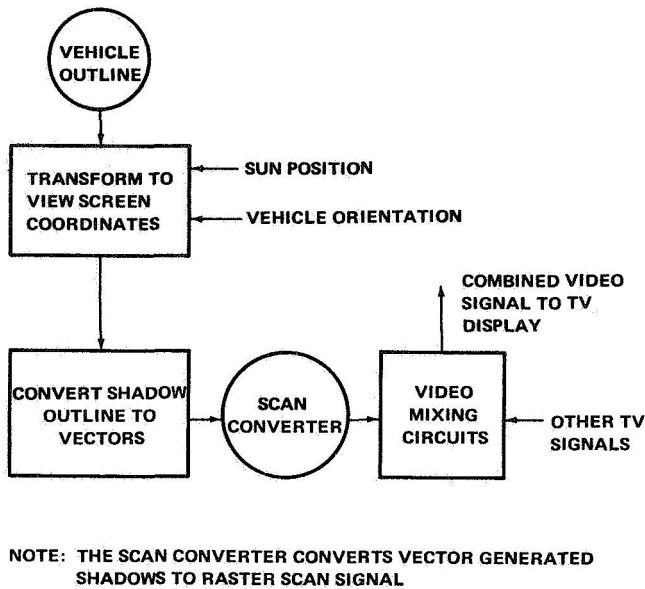 VEHICLE
OUTLINE
TRANSFORM TO
VIEW SCREEN
COORDINATES
SUN POSITION
VEHICLE ORIENTATION
COMBINED VIDEO
SIGNAL TO TV
DISPLAY
CONVERT SHADOW
OUTLINE TO
VECTORS
SCAN
CONVERTER
VIDEO
MIXING
CIRCUITS
OTHER TV
SIGNALS
NOTE: THE SCAN CONVERTER CONVERTS VECTOR GENERATED
SHADOWS TO RASTER SCAN SIGNAL